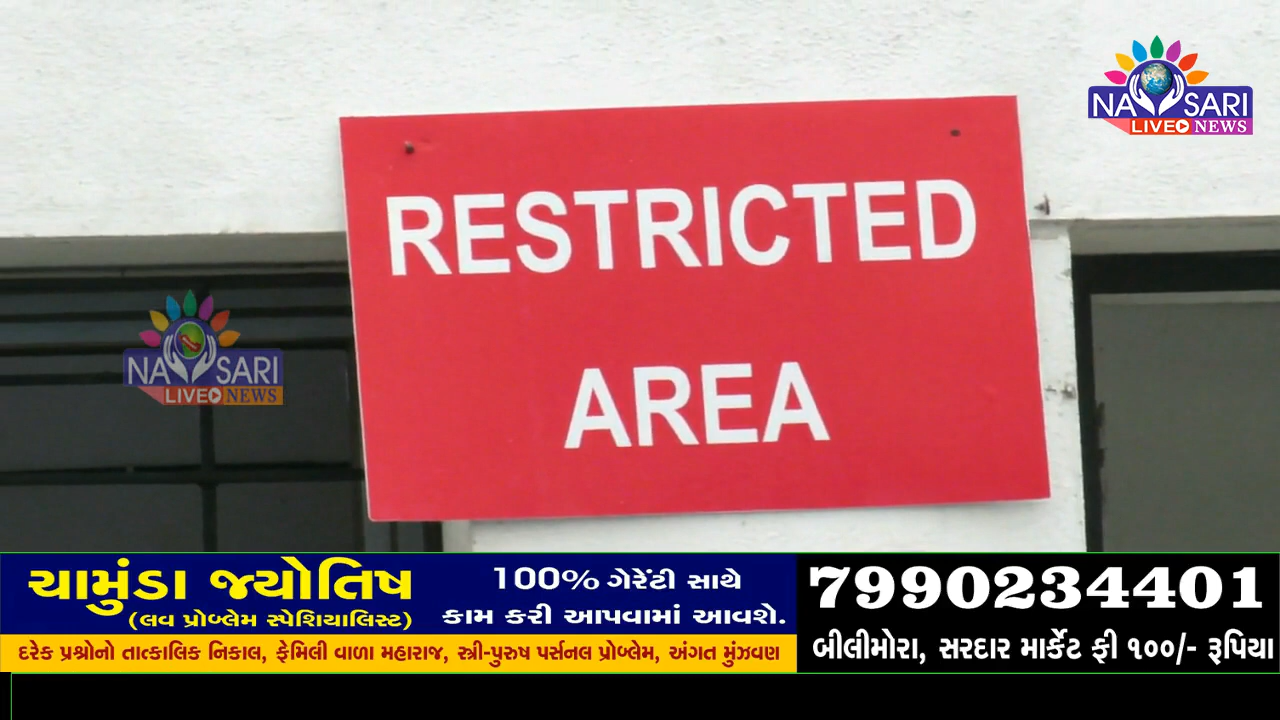 NAVSARI
LIVE NEWS
RESTRICTED
AREA
NAVSARI
LIVE NEWS
ચામુંડા જ્યોતિષ
(લવ પ્રોબ્લેમ સ્પેશિયાલિસ્ટ)
100% ગેરેંટી સાથે
કામ કરી આપવામાં આવશે.
7990234401
દરેક પ્રશ્નોનો તાત્કાલિક નિકાલ, ફેમિલી વાળા મહારાજ, સ્ત્રી-પુરુષ પર્સનલ પ્રોબ્લેમ, અંગત મુંઝવણ
બીલીમોરા, સરદાર માર્કેટ ફી ૧૦૦/- રૂપિયા